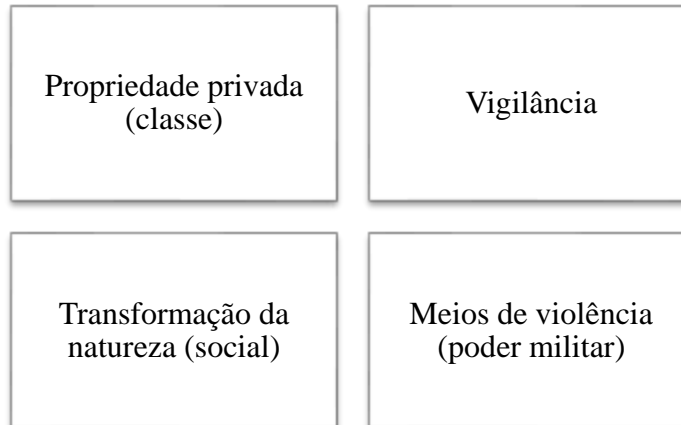 Propriedade privada
(classe)
Vigilância
Transformação da
natureza (social)
Meios de violência
(poder militar)